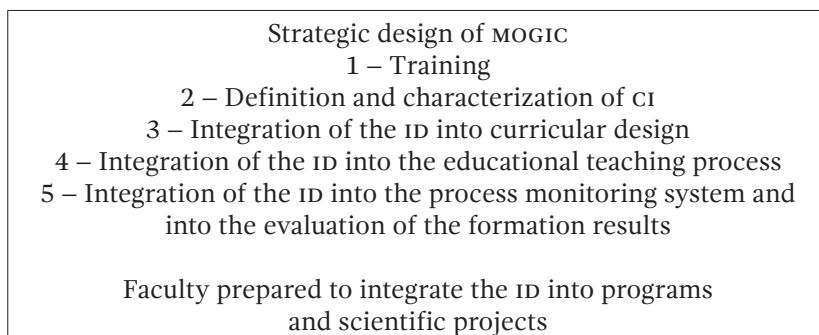 Strategic design of MOGIC
1 – Training
2 – Definition and characterization of CI
3 – Integration of the ID into curricular design
4 – Integration of the ID into the educational teaching process
5 – Integration of the ID into the process monitoring system and
into the evaluation of the formation results
Faculty prepared to integrate the ID into programs
and scientific projects